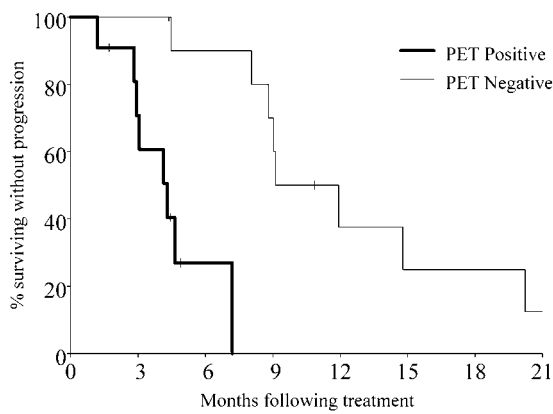 100
80
60
40
20
0
% surviving without progression
PET Positive
PET Negative
0 3 6 9 12 15 18 21
Months following treatment